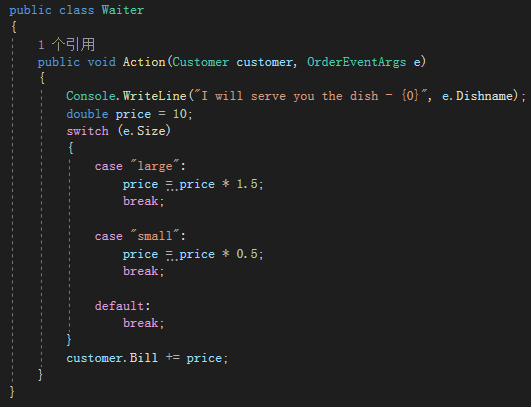 public class Waiter
{
1 个引用
public void Action(Customer customer, OrderEventArgs e)
{
Console.WriteLine("I will serve you the dish - {0}", e.Dishname);
double price = 10;
switch (e.Size)
{
case "large":
price = price * 1.5;
break;
case "small":
price = price * 0.5;
break;
default:
break;
}
customer.Bill += price;
}
}